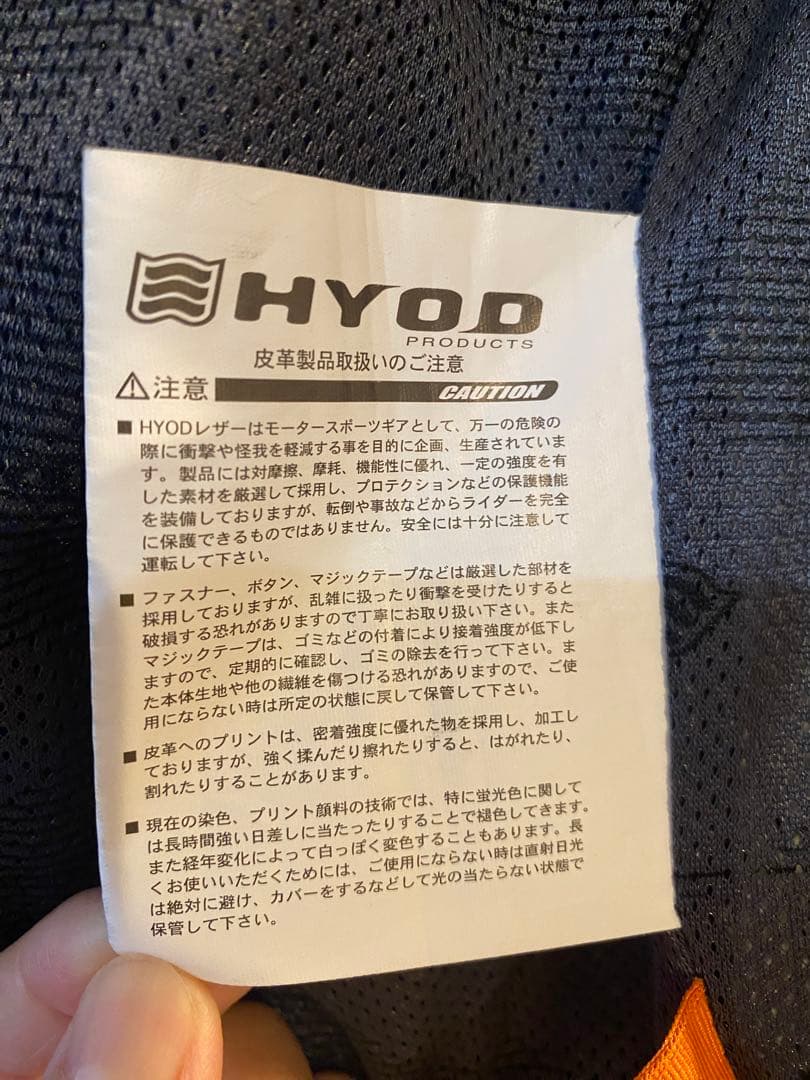 HYOD
PRODUCTS
皮革製品取扱いのご注意
⚠注意 CAUTION
■ HYODレザーはモータースポーツギアとして、万一の危険の
際に衝撃や怪我を軽減する事を目的に企画、生産されていま
す。製品には対摩擦、摩耗、機能性に優れ、一定の強度を有
した素材を厳選して採用し、プロテクションなどの保護機能
を装備しておりますが、転倒や事故などからライダーを完全
に保護できるものではありません。安全には十分に注意して
運転して下さい。
■ ファスナー、ボタン、マジックテープなどは厳選した部材を
採用しておりますが、乱雑に扱ったり衝撃を受けたりすると
破損する恐れがありますので丁寧にお取り扱い下さい。また
マジックテープは、ゴミなどの付着により接着強度が低下し
ますので、定期的に確認し、ゴミの除去を行って下さい。ま
た本体生地や他の繊維を傷つける恐れがありますので、ご使
用にならない時は所定の状態に戻して保管して下さい。
■ 皮革へのプリントは、密着強度に優れた物を採用し、加工し
ておりますが、強く揉んだり擦れたりすると、はがれたり、
割れたりすることがあります。
■ 現在の染色、プリント顔料の技術では、特に蛍光色に関して
は長時間強い日差しに当たったりすることで褪色してきます。
また経年変化によって白っぽく変色することもあります。長
くお使いいただくためには、ご使用にならない時は直射日光
は絶対に避け、カバーをするなどして光の当たらない状態で
保管して下さい。